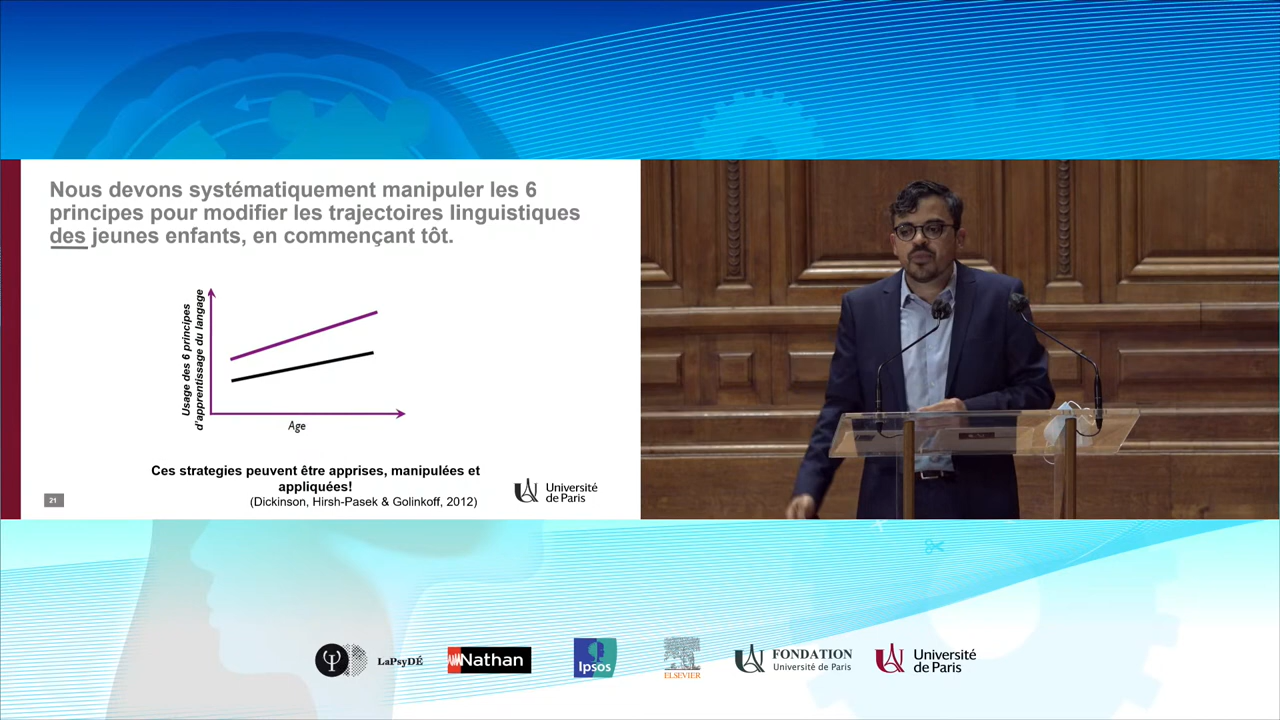 Nous devons systématiquement manipuler les 6
principes pour modifier les trajectoires linguistiques
des jeunes enfants, en commençant tôt.
Usage des 6 principes
d'apprentissage du langage
Age
Ces strategies peuvent être apprises, manipulées et
appliquées!
(Dickinson, Hirsh-Pasek & Golinkoff, 2012)
21
Université
de Paris
LaPsyDÉ
Nathan
Ipsos
ELSEVIER
FONDATION
Université de Paris
Université
de Paris